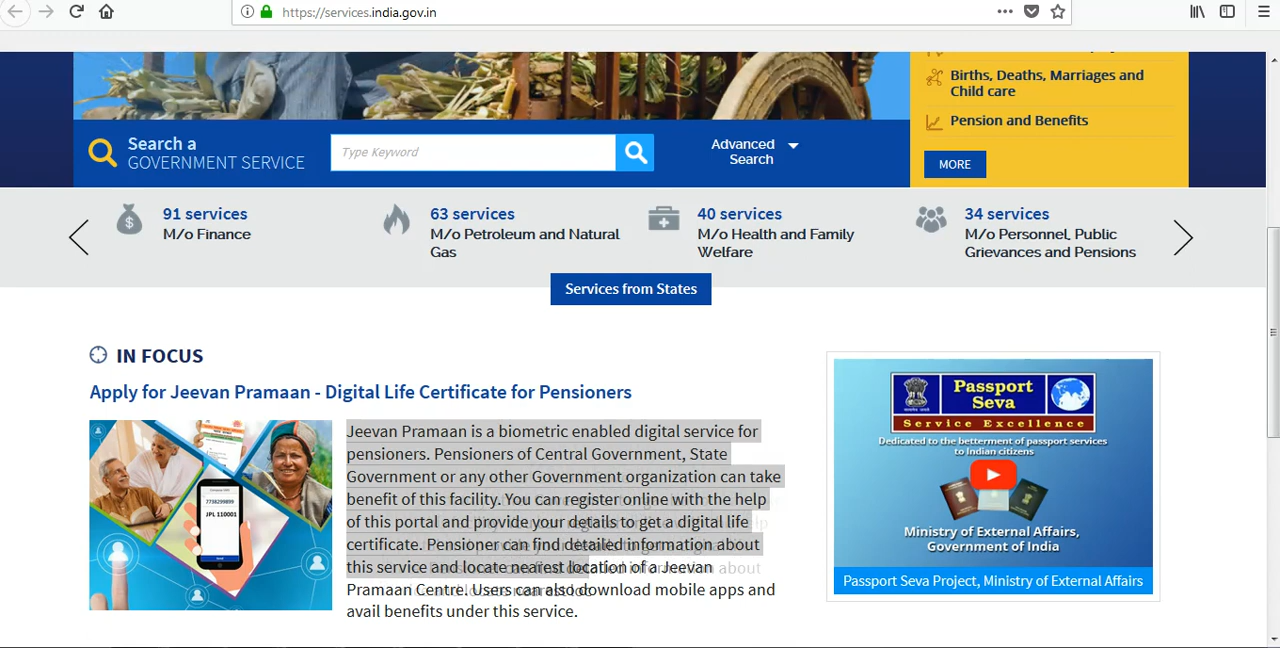 https://services.india.gov.in
Births, Deaths, Marriages and
Child care
Pension and Benefits
MORE
Search a
GOVERNMENT SERVICE
Type Keyword
Advanced
Search
91 services
M/o Finance
63 services
M/o Petroleum and Natural
Gas
40 services
M/o Health and Family
Welfare
34 services
M/o Personnel, Public
Grievances and Pensions
Services from States
IN FOCUS
Apply for Jeevan Pramaan - Digital Life Certificate for Pensioners
7738299899
JPL 110001
Jeevan Pramaan is a biometric enabled digital service for
pensioners. Pensioners of Central Government, State
Government or any other Government organization can take
benefit of this facility. You can register online with the help
of this portal and provide your details to get a digital life
certificate. Pensioner can find detailed information about
this service and locate nearest location of a Jeevan
Pramaan Centre. Users can also download mobile apps and
avail benefits under this service.
Passport
Seva
Service Excellence
Dedicated to the betterment of passport services
to Indian citizens
Ministry of External Affairs,
Government of India
Passport Seva Project, Ministry of External Affairs